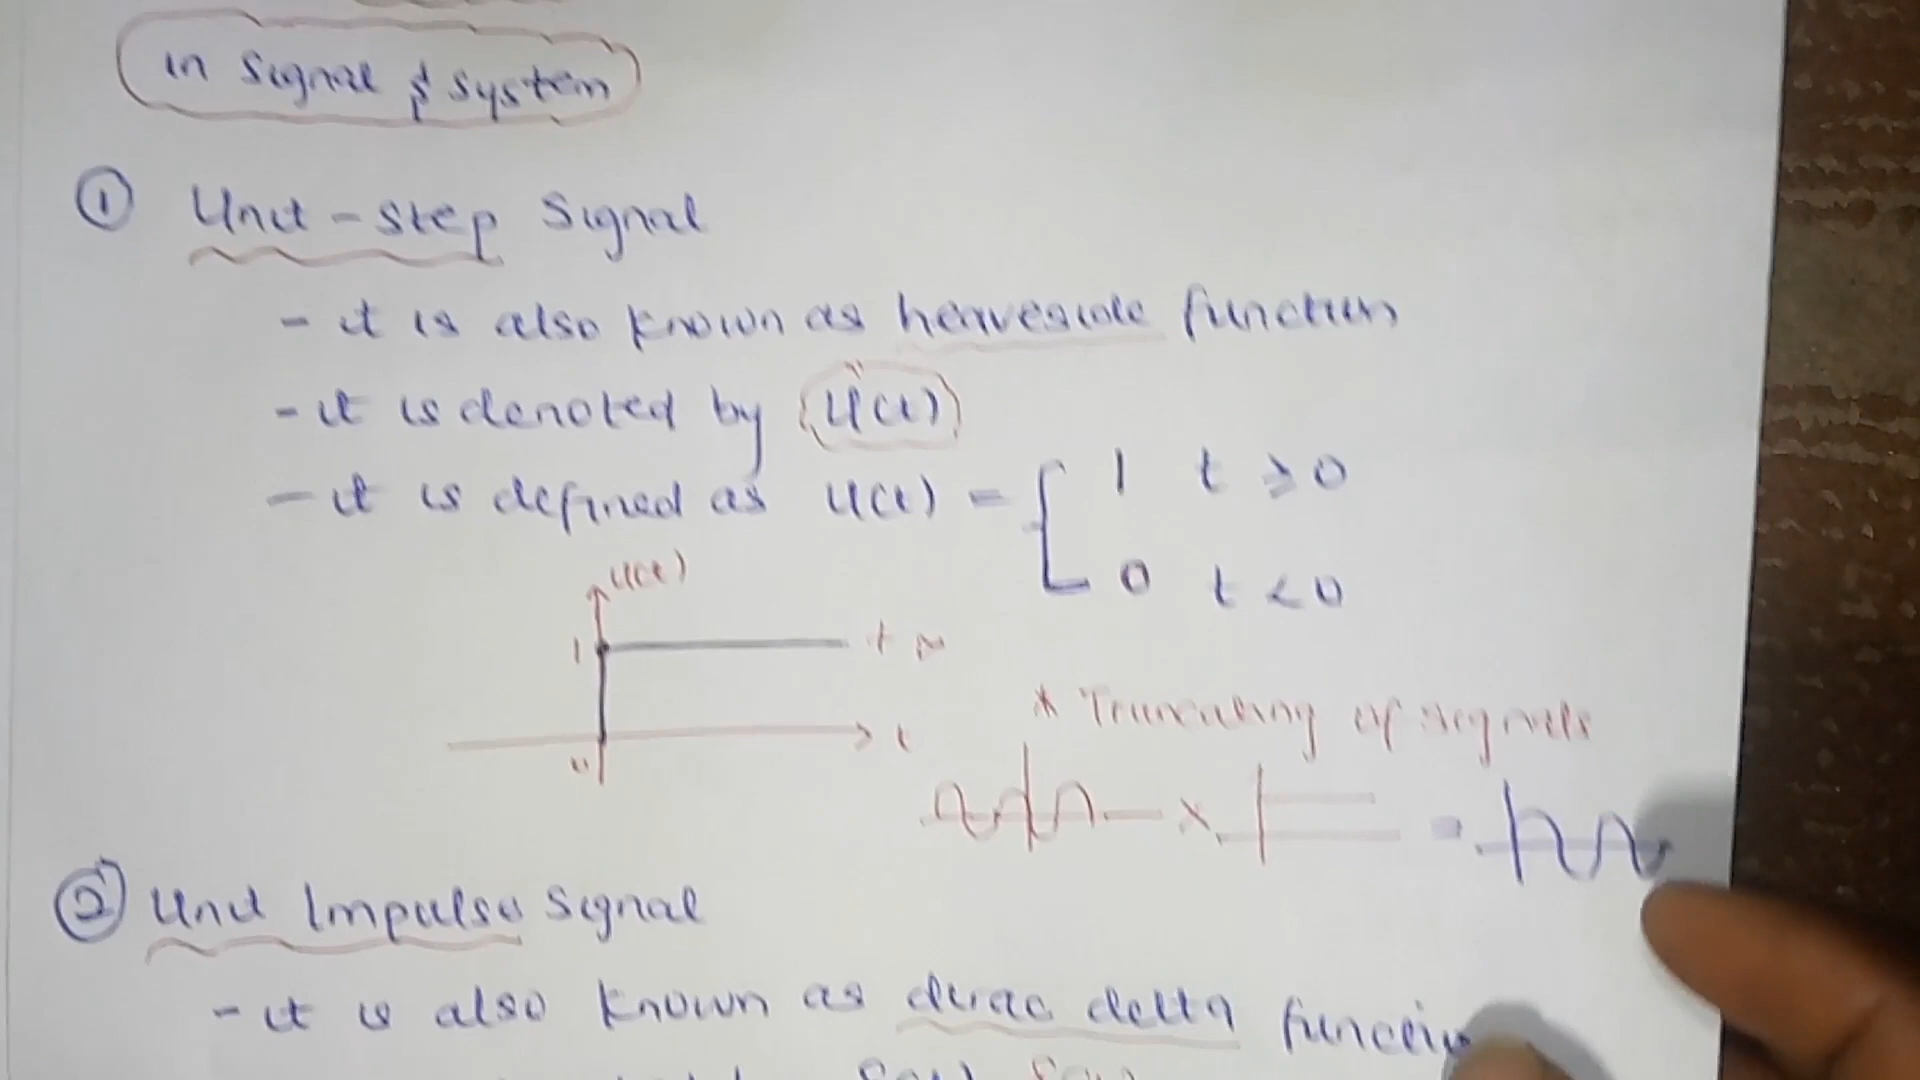 in Signal & System
① Unit-Step Signal
- it is also known as heaveside function
- it is denoted by u(t)
- it is defined as u(t) = { 1 t ≥ 0
0 t < 0
u(t)
1
t
0
* Truncating of signals
×
=
② Unit Impulse Signal
- it is also known as dirac delta function